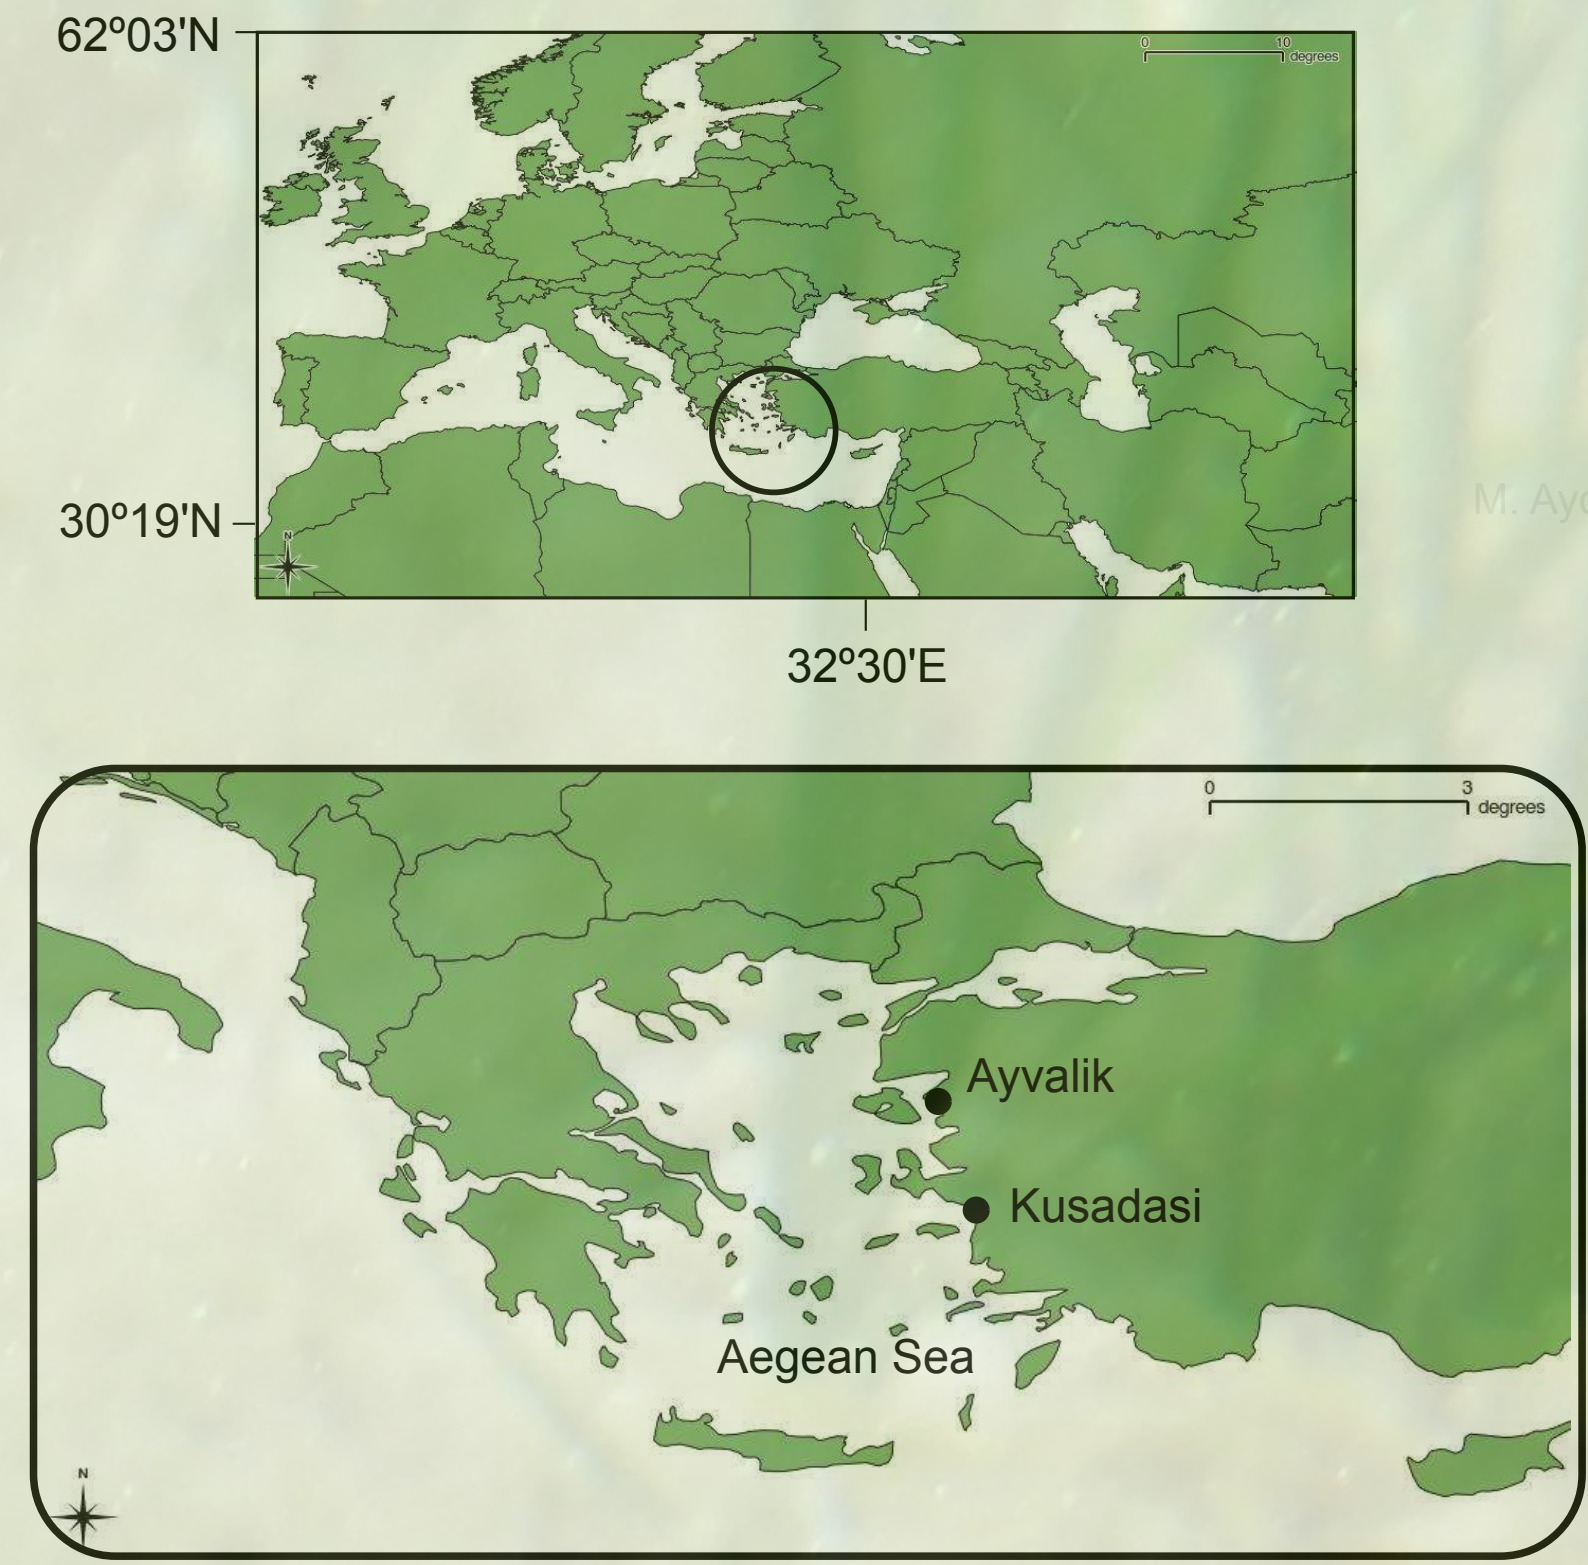 62º03'N
0 10
degrees
30º19'N
N
32º30'E
0 3
degrees
Ayvalik
Kusadasi
Aegean Sea
N